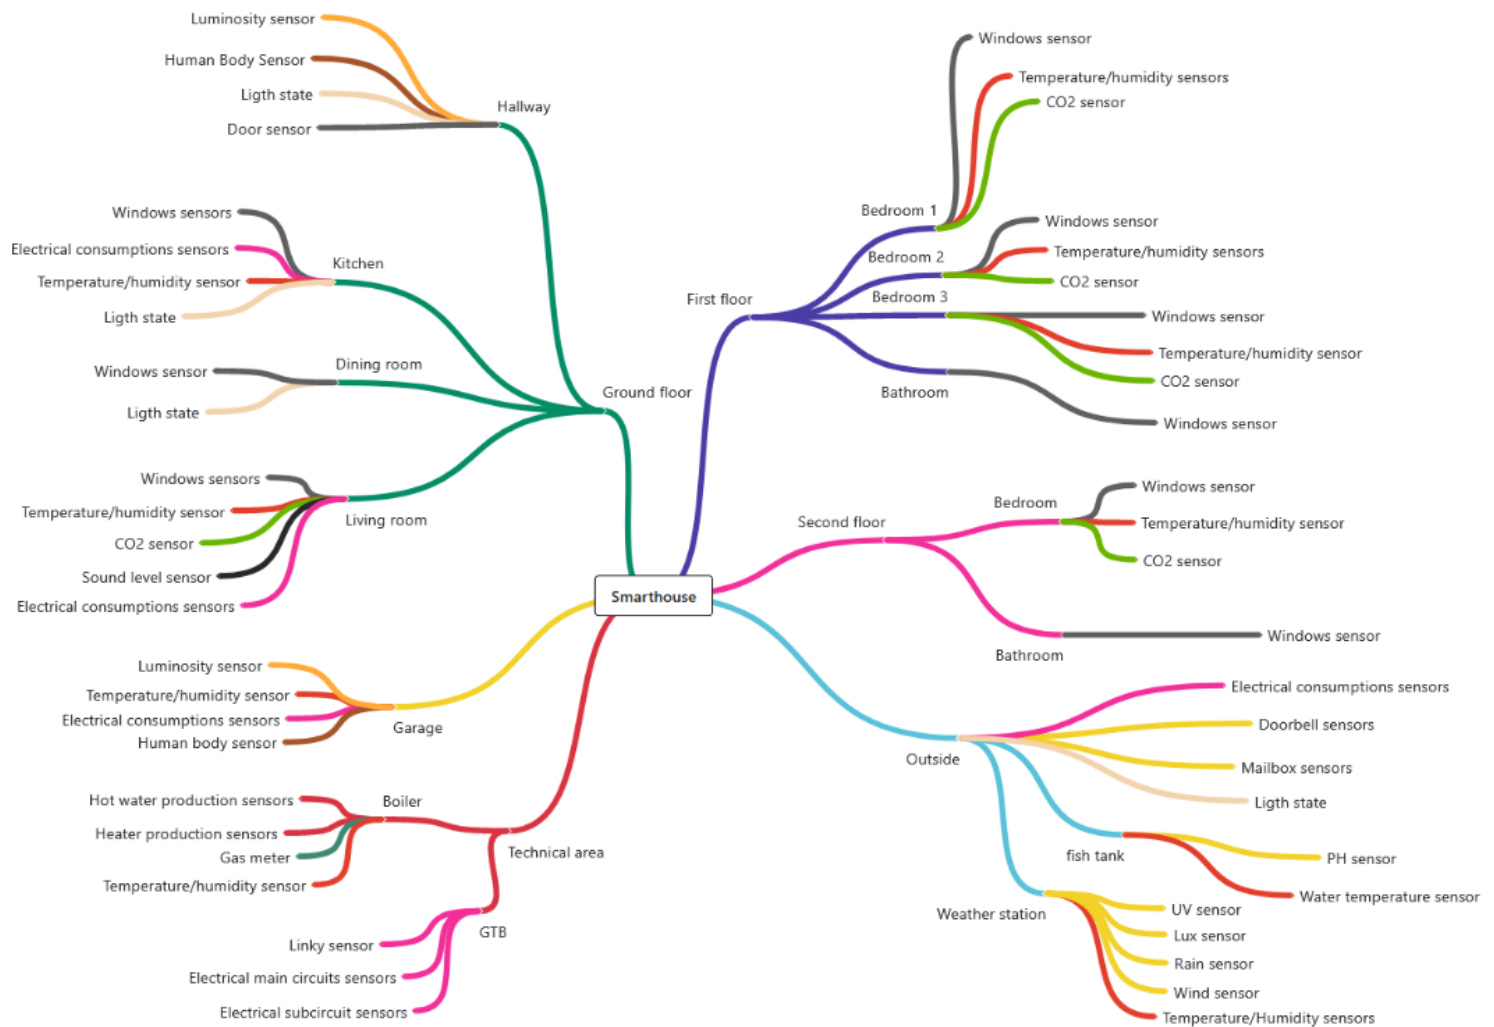 Luminosity sensor
Human Body Sensor
Ligth state
Door sensor
Hallway
Windows sensors
Electrical consumptions sensors
Temperature/humidity sensor
Ligth state
Kitchen
Windows sensor
Ligth state
Dining room
Ground floor
Windows sensors
Temperature/humidity sensor
CO2 sensor
Sound level sensor
Electrical consumptions sensors
Living room
Smarthouse
Luminosity sensor
Temperature/humidity sensor
Electrical consumptions sensors
Human body sensor
Garage
Hot water production sensors
Heater production sensors
Gas meter
Temperature/humidity sensor
Boiler
Technical area
Linky sensor
Electrical main circuits sensors
Electrical subcircuit sensors
GTB
First floor
Bedroom 1
Windows sensor
Temperature/humidity sensors
CO2 sensor
Bedroom 2
Windows sensor
Temperature/humidity sensors
CO2 sensor
Bedroom 3
Windows sensor
Temperature/humidity sensor
CO2 sensor
Bathroom
Windows sensor
Second floor
Bedroom
Windows sensor
Temperature/humidity sensor
CO2 sensor
Bathroom
Windows sensor
Outside
Electrical consumptions sensors
Doorbell sensors
Mailbox sensors
Ligth state
fish tank
PH sensor
Water temperature sensor
Weather station
UV sensor
Lux sensor
Rain sensor
Wind sensor
Temperature/Humidity sensors